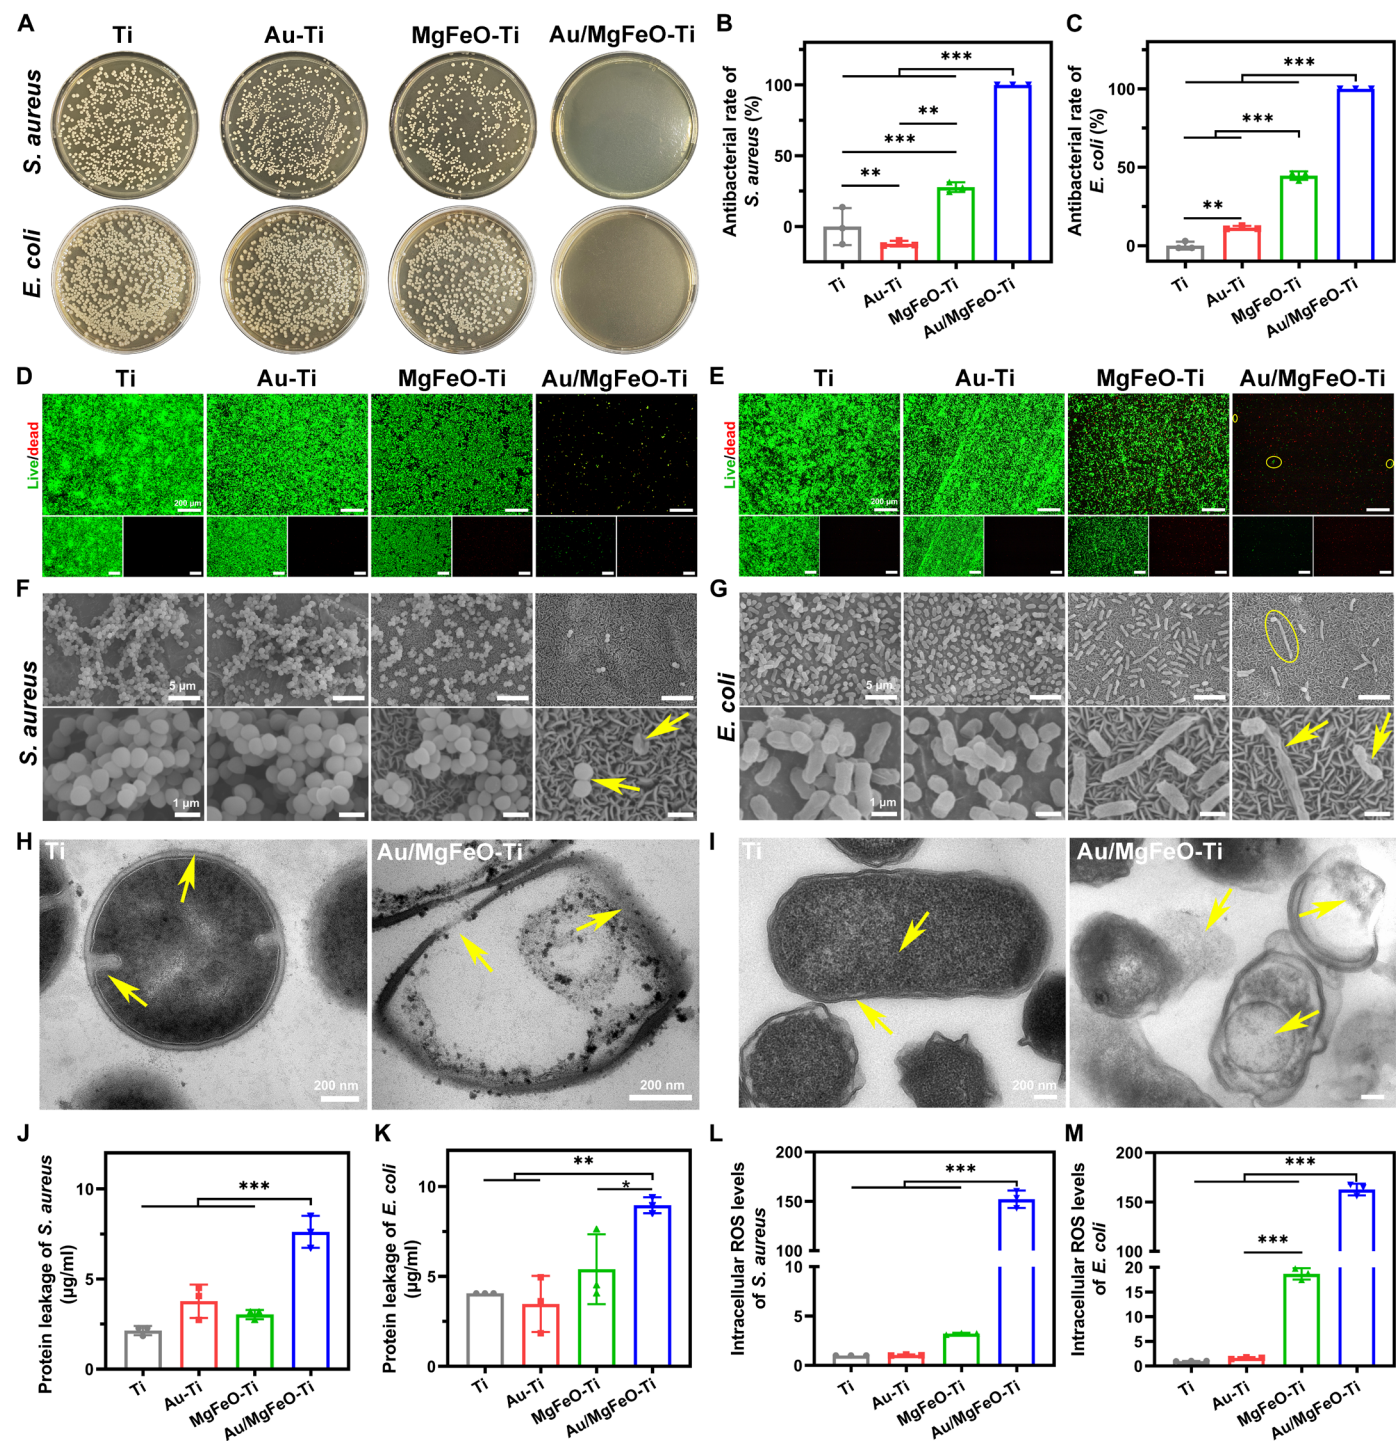 A
Ti Au-Ti MgFeO-Ti Au/MgFeO-Ti
S. aureus
E. coli
B
Antibacterial rate of
S. aureus (%)
100
50
0
***
**
***
**
Ti Au-Ti MgFeO-Ti Au/MgFeO-Ti
C
Antibacterial rate of
E. coli (%)
100
50
0
***
***
**
Ti Au-Ti MgFeO-Ti Au/MgFeO-Ti
D
Ti Au-Ti MgFeO-Ti Au/MgFeO-Ti
Live/dead
200 µm
E
Ti Au-Ti MgFeO-Ti Au/MgFeO-Ti
Live/dead
200 µm
F
S. aureus
5 µm
1 µm
G
E. coli
5 µm
1 µm
H
Ti
200 nm
Au/MgFeO-Ti
200 nm
I
Ti
200 nm
Au/MgFeO-Ti
J
Protein leakage of S. aureus
(µg/ml)
10
5
0
***
Ti Au-Ti MgFeO-Ti Au/MgFeO-Ti
K
Protein leakage of E. coli
(µg/ml)
10
5
0
**
*
Ti Au-Ti MgFeO-Ti Au/MgFeO-Ti
L
Intracellular ROS levels
of S. aureus
200
150
100
10
5
0
***
Ti Au-Ti MgFeO-Ti Au/MgFeO-Ti
M
Intracellular ROS levels
of E. coli
200
150
100
20
15
10
5
0
***
***
Ti Au-Ti MgFeO-Ti Au/MgFeO-Ti